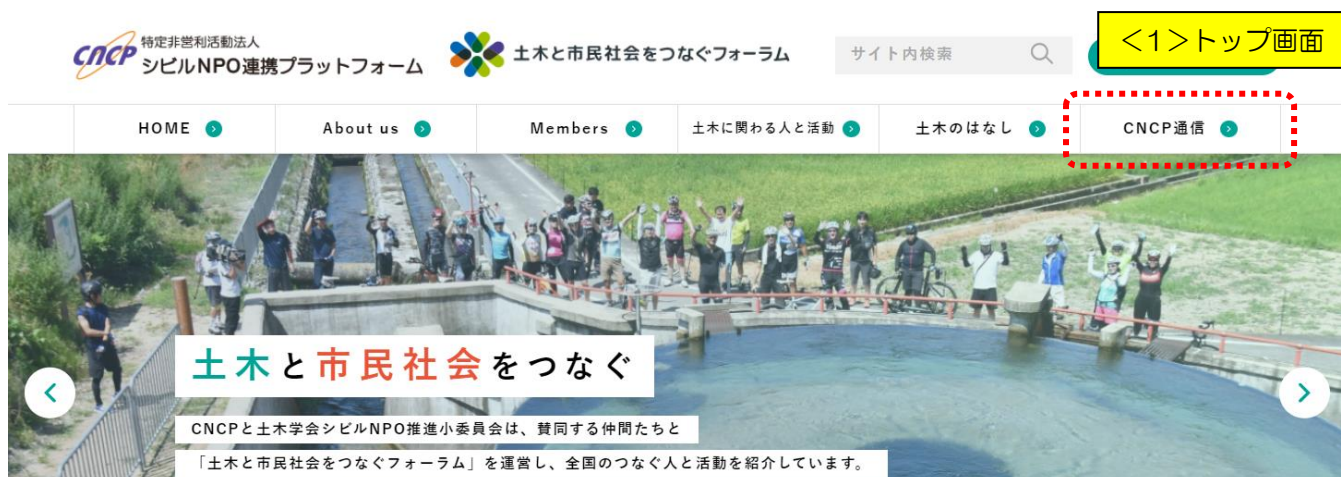 CNCP 特定非営利活動法人
シビルNPO連携プラットフォーム
土木と市民社会をつなぐフォーラム
サイト内検索
<1>トップ画面
HOME
About us
Members
土木に関わる人と活動
土木のはなし
CNCP通信
土木と市民社会をつなぐ
CNCPと土木学会シビルNPO推進小委員会は、賛同する仲間たちと
「土木と市民社会をつなぐフォーラム」を運営し、全国のつなぐ人と活動を紹介しています。